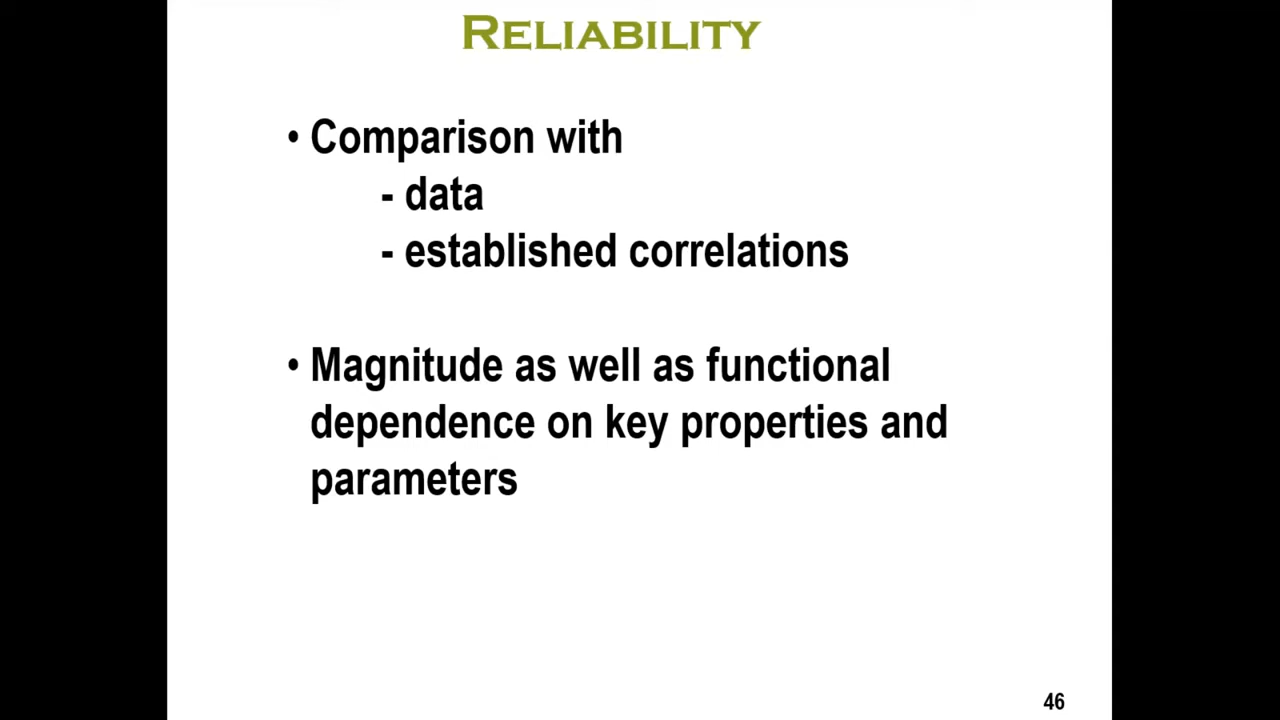 RELIABILITY
• Comparison with
- data
- established correlations
• Magnitude as well as functional
dependence on key properties and
parameters
46